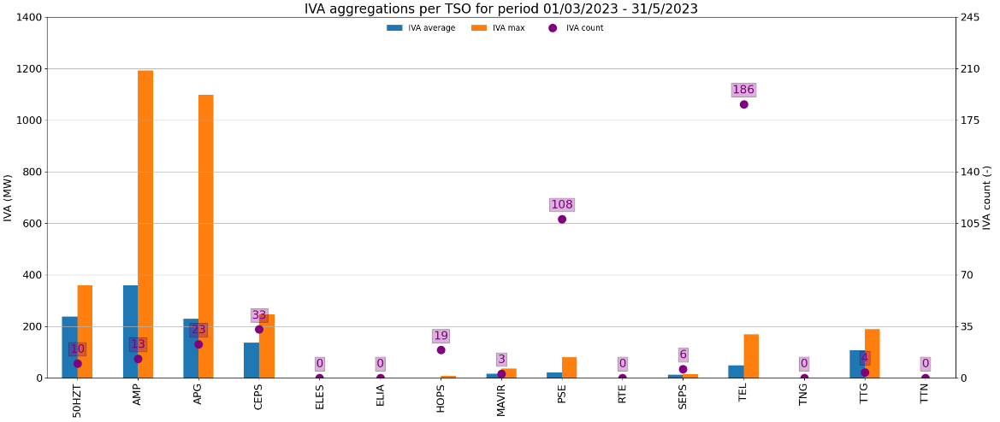 IVA aggregations per TSO for period 01/03/2023 - 31/5/2023
IVA average
IVA max
IVA count
IVA (MW)
1400
1200
1000
800
600
400
200
0
IVA count (-)
245
210
175
140
105
70
35
0
10
13
23
33
0
0
19
3
108
0
6
186
0
4
0
50HZT
AMP
APG
CEPS
ELES
ELIA
HOPS
MAVIR
PSE
RTE
SEPS
TEL
TNG
TTG
TTN